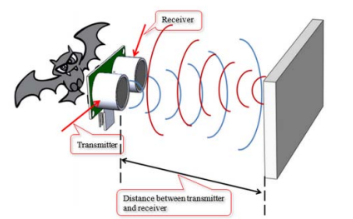 Receiver
Transmitter
Distance between transmitter
and receiver